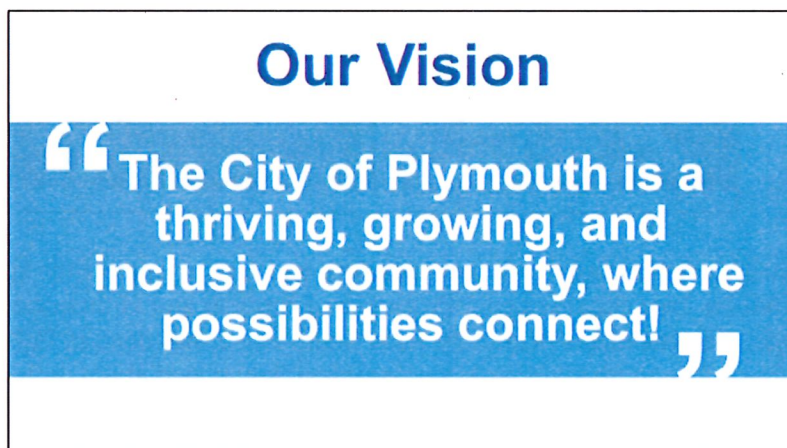 Our Vision
“The City of Plymouth is a
thriving, growing, and
inclusive community, where
possibilities connect!”